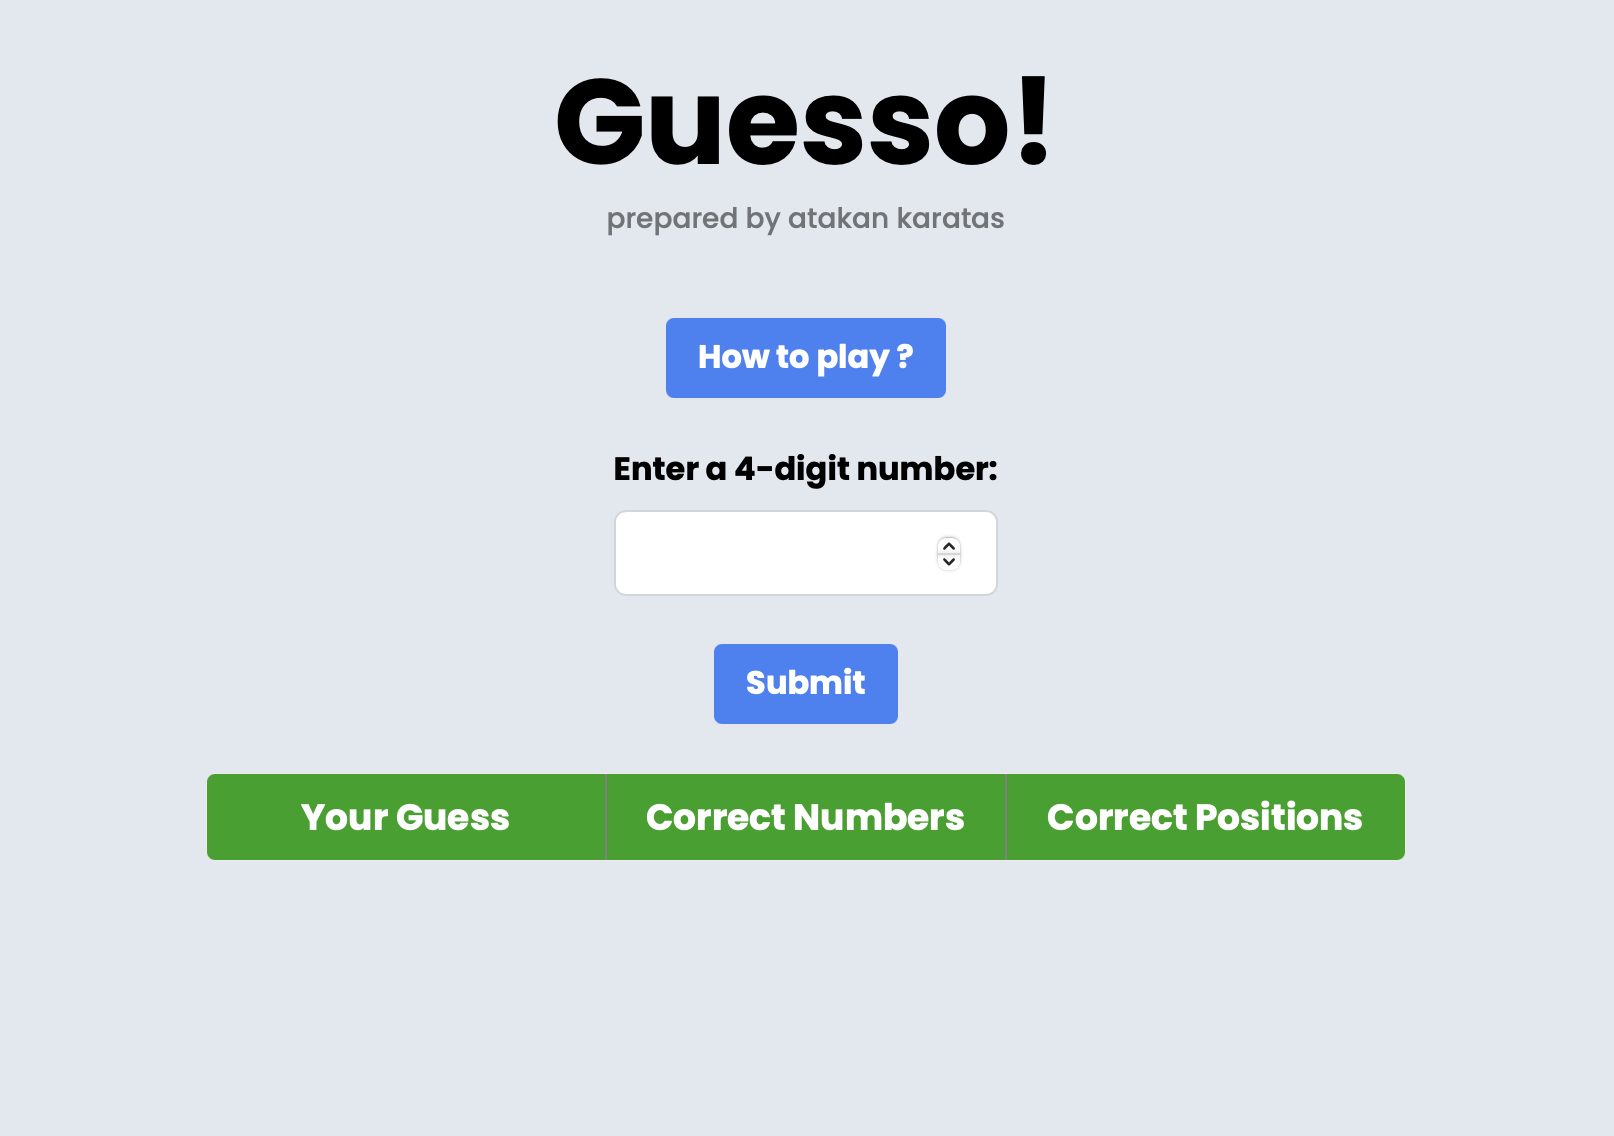 Guesso!
prepared by atakan karatas
How to play ?
Enter a 4-digit number:
Submit
Your Guess Correct Numbers Correct Positions